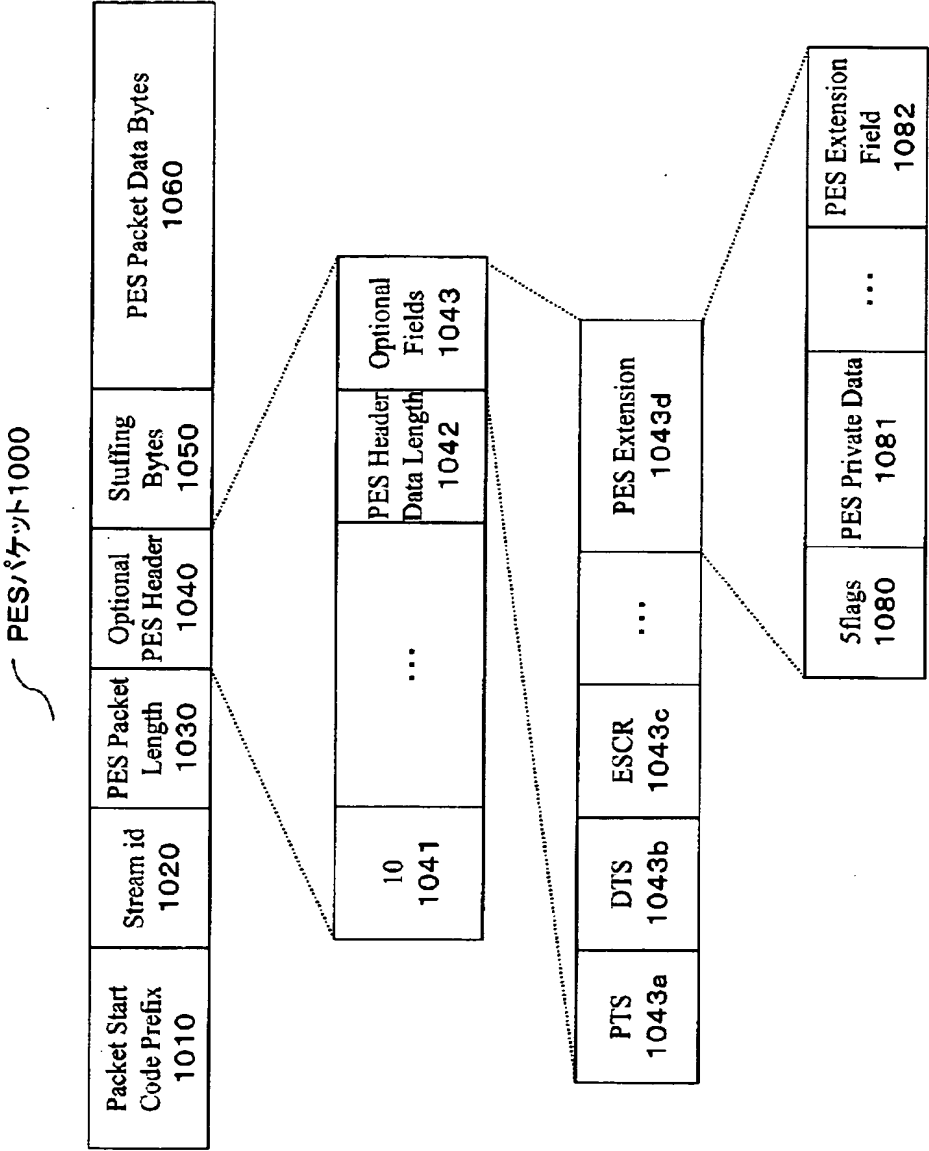 PESパケット1000
Packet Start
Code Prefix
1010
Stream id
1020
PES Packet
Length
1030
Optional
PES Header
1040
Stuffing
Bytes
1050
PES Packet Data Bytes
1060
10
1041
...
PES Header
Data Length
1042
Optional
Fields
1043
PTS
1043a
DTS
1043b
ESCR
1043c
...
PES Extension
1043d
5flags
1080
PES Private Data
1081
...
PES Extension
Field
1082